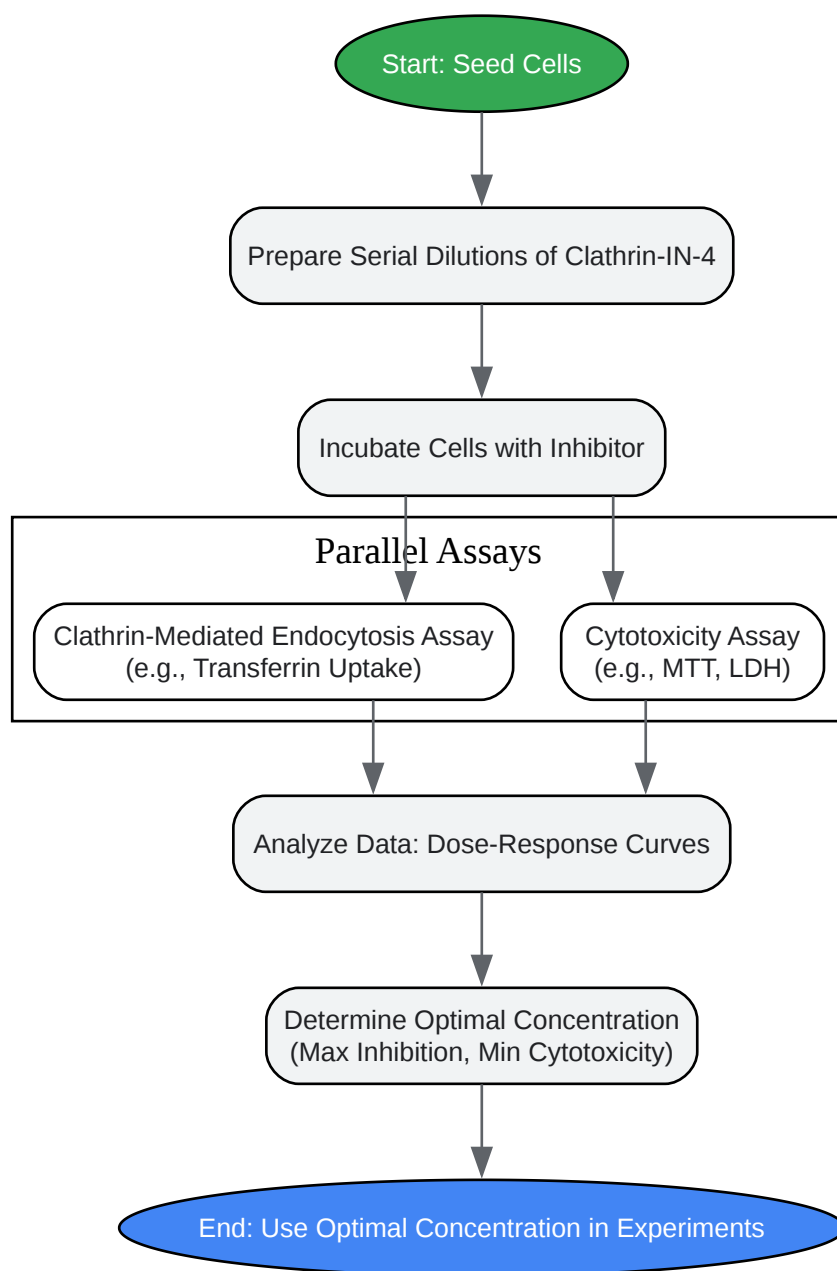 Start: Seed Cells
Prepare Serial Dilutions of Clathrin-IN-4
Incubate Cells with Inhibitor
Parallel Assays
Clathrin-Mediated Endocytosis Assay
(e.g., Transferrin Uptake)
Cytotoxicity Assay
(e.g., MTT, LDH)
Analyze Data: Dose-Response Curves
Determine Optimal Concentration
(Max Inhibition, Min Cytotoxicity)
End: Use Optimal Concentration in Experiments